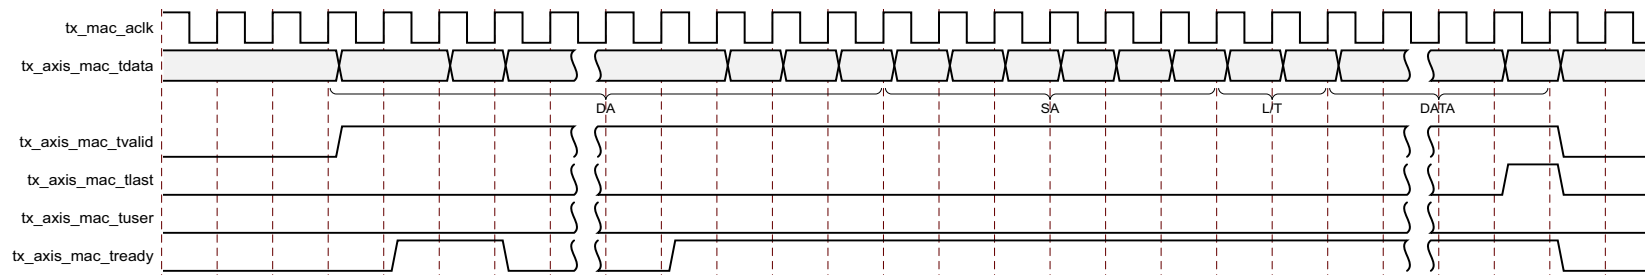 tx_mac_aclk
tx_axis_mac_tdata
DA SA L/T DATA
tx_axis_mac_tvalid
tx_axis_mac_tlast
tx_axis_mac_tuser
tx_axis_mac_tready